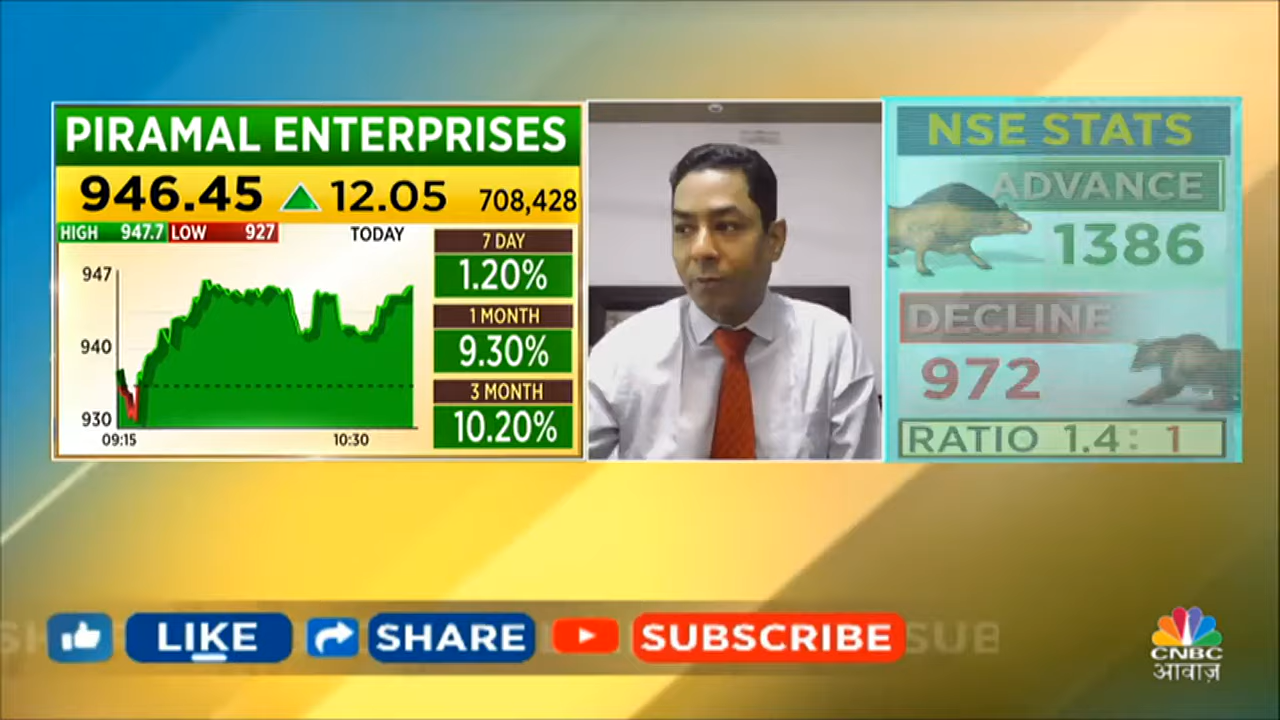 PIRAMAL ENTERPRISES
946.45 ▲ 12.05 708,428
HIGH 947.7 LOW 927 TODAY
947
940
930
09:15 10:30
7 DAY
1.20%
1 MONTH
9.30%
3 MONTH
10.20%
NSE STATS
ADVANCE
1386
DECLINE
972
RATIO 1.4 : 1
LIKE SHARE SUBSCRIBE SUB
CNBC
आवाज़